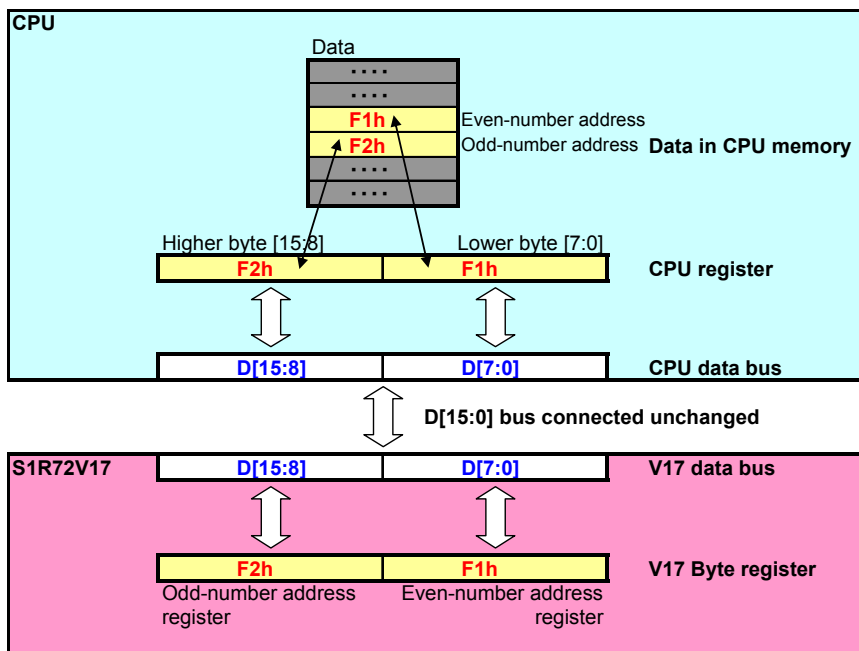 CPU
Data
····
····
F1h Even-number address
F2h Odd-number address Data in CPU memory
····
····
Higher byte [15:8] Lower byte [7:0]
F2h F1h CPU register
D[15:8] D[7:0] CPU data bus
D[15:0] bus connected unchanged
S1R72V17 D[15:8] D[7:0] V17 data bus
F2h F1h V17 Byte register
Odd-number address Even-number address
register register